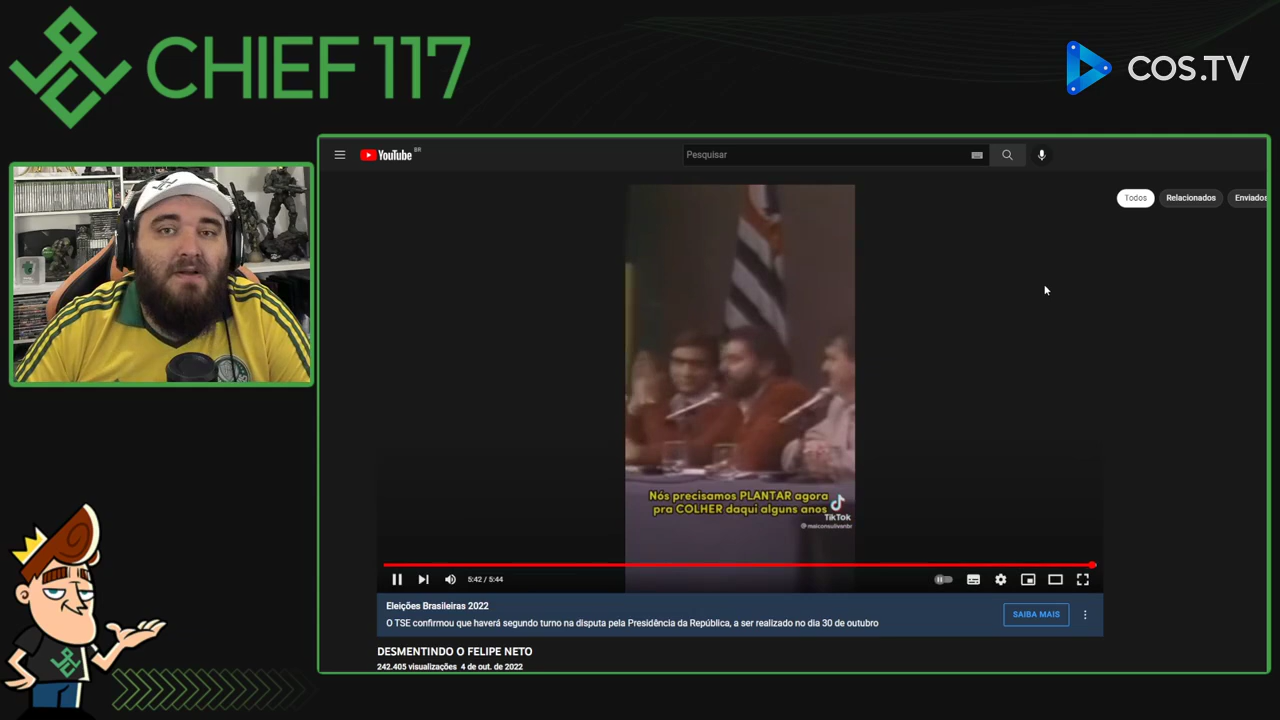 CHIEF 117
COS.TV
YouTube BR
Pesquisar
Todos
Relacionados
Enviados
Nós precisamos PLANTAR agora
pra COLHER daqui alguns anos
TikTok
@maiconsulivanbr
5:42 / 5:44
Eleições Brasileiras 2022
O TSE confirmou que haverá segundo turno na disputa pela Presidência da República, a ser realizado no dia 30 de outubro
SAIBA MAIS
DESMENTINDO O FELIPE NETO
242.405 visualizações 4 de out. de 2022